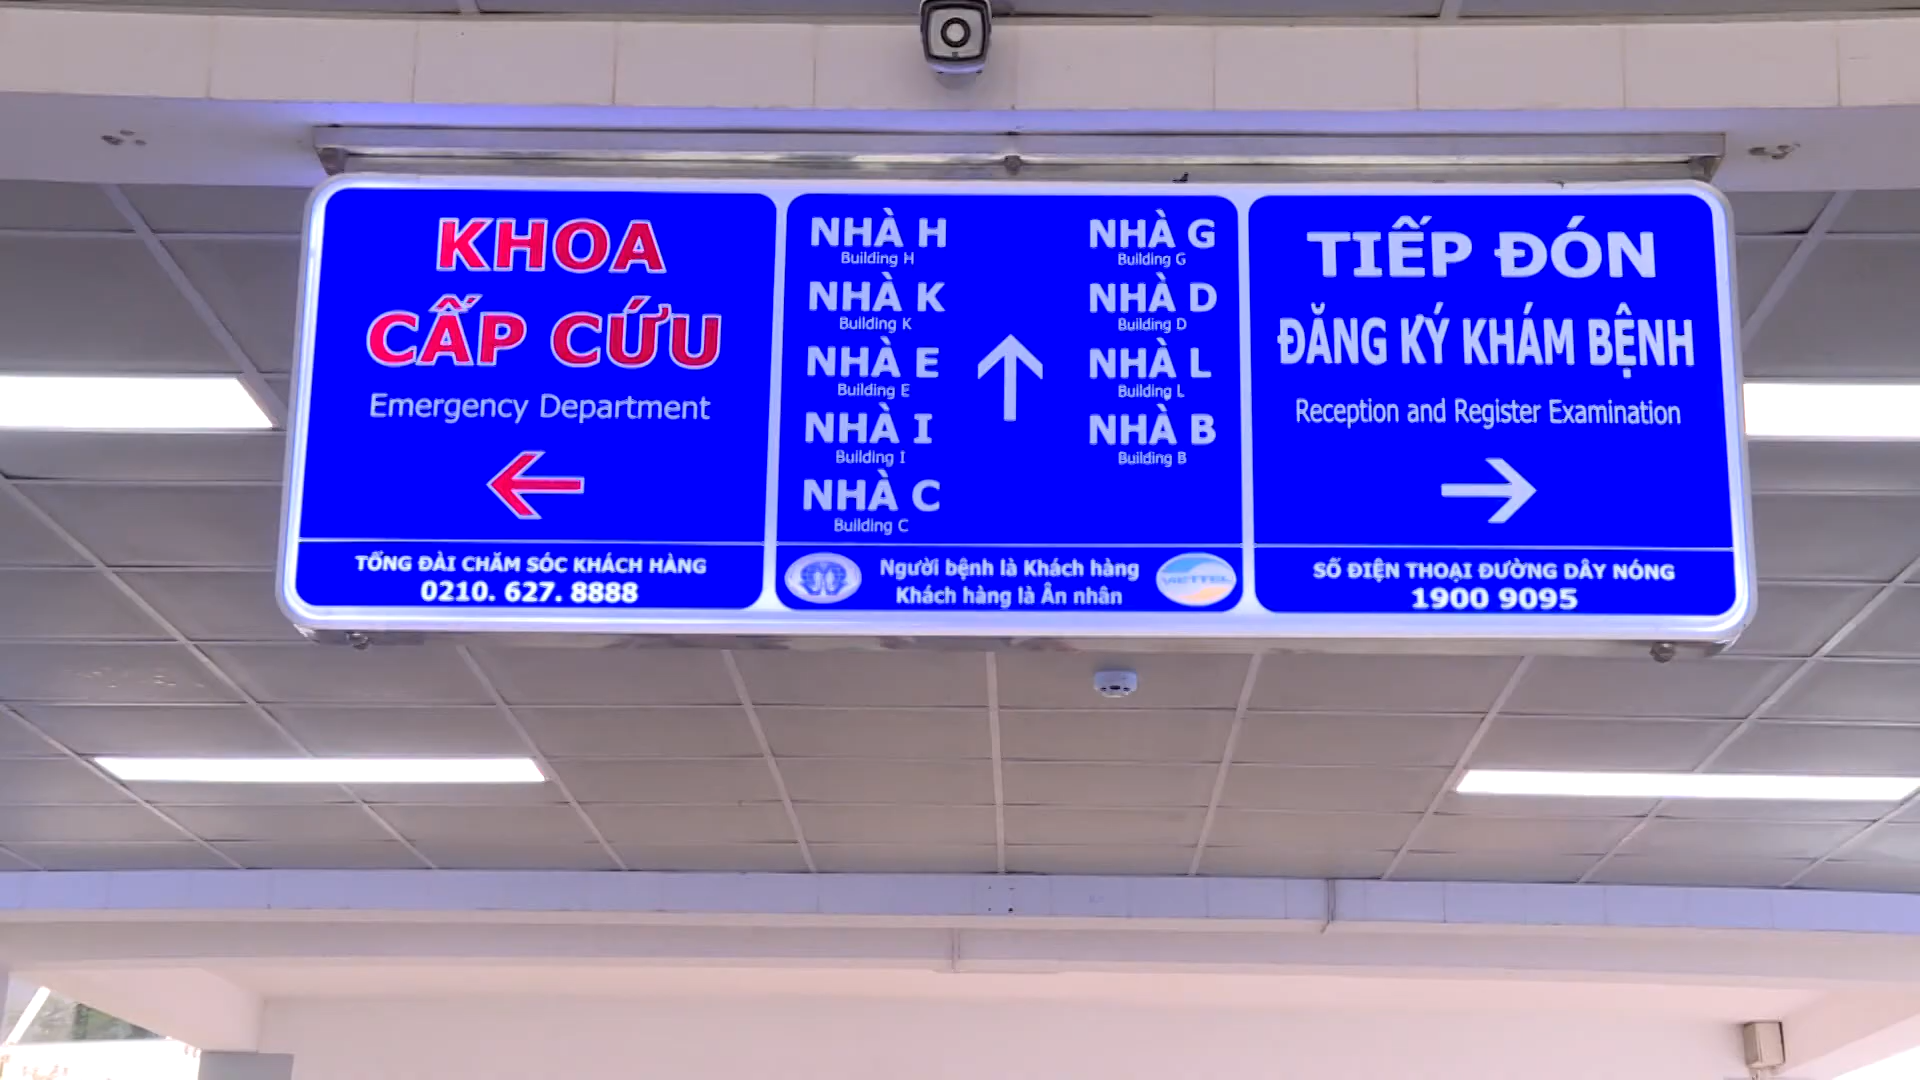 KHOA
CẤP CỨU
Emergency Department
TỔNG ĐÀI CHĂM SÓC KHÁCH HÀNG
0210. 627. 8888
NHÀ H
Building H
NHÀ K
Building K
NHÀ E
Building E
NHÀ I
Building I
NHÀ C
Building C
NHÀ G
Building G
NHÀ D
Building D
NHÀ L
Building L
NHÀ B
Building B
Người bệnh là Khách hàng
Khách hàng là Ân nhân
VIETTEL
TIẾP ĐÓN
ĐĂNG KÝ KHÁM BỆNH
Reception and Register Examination
SỐ ĐIỆN THOẠI ĐƯỜNG DÂY NÓNG
1900 9095